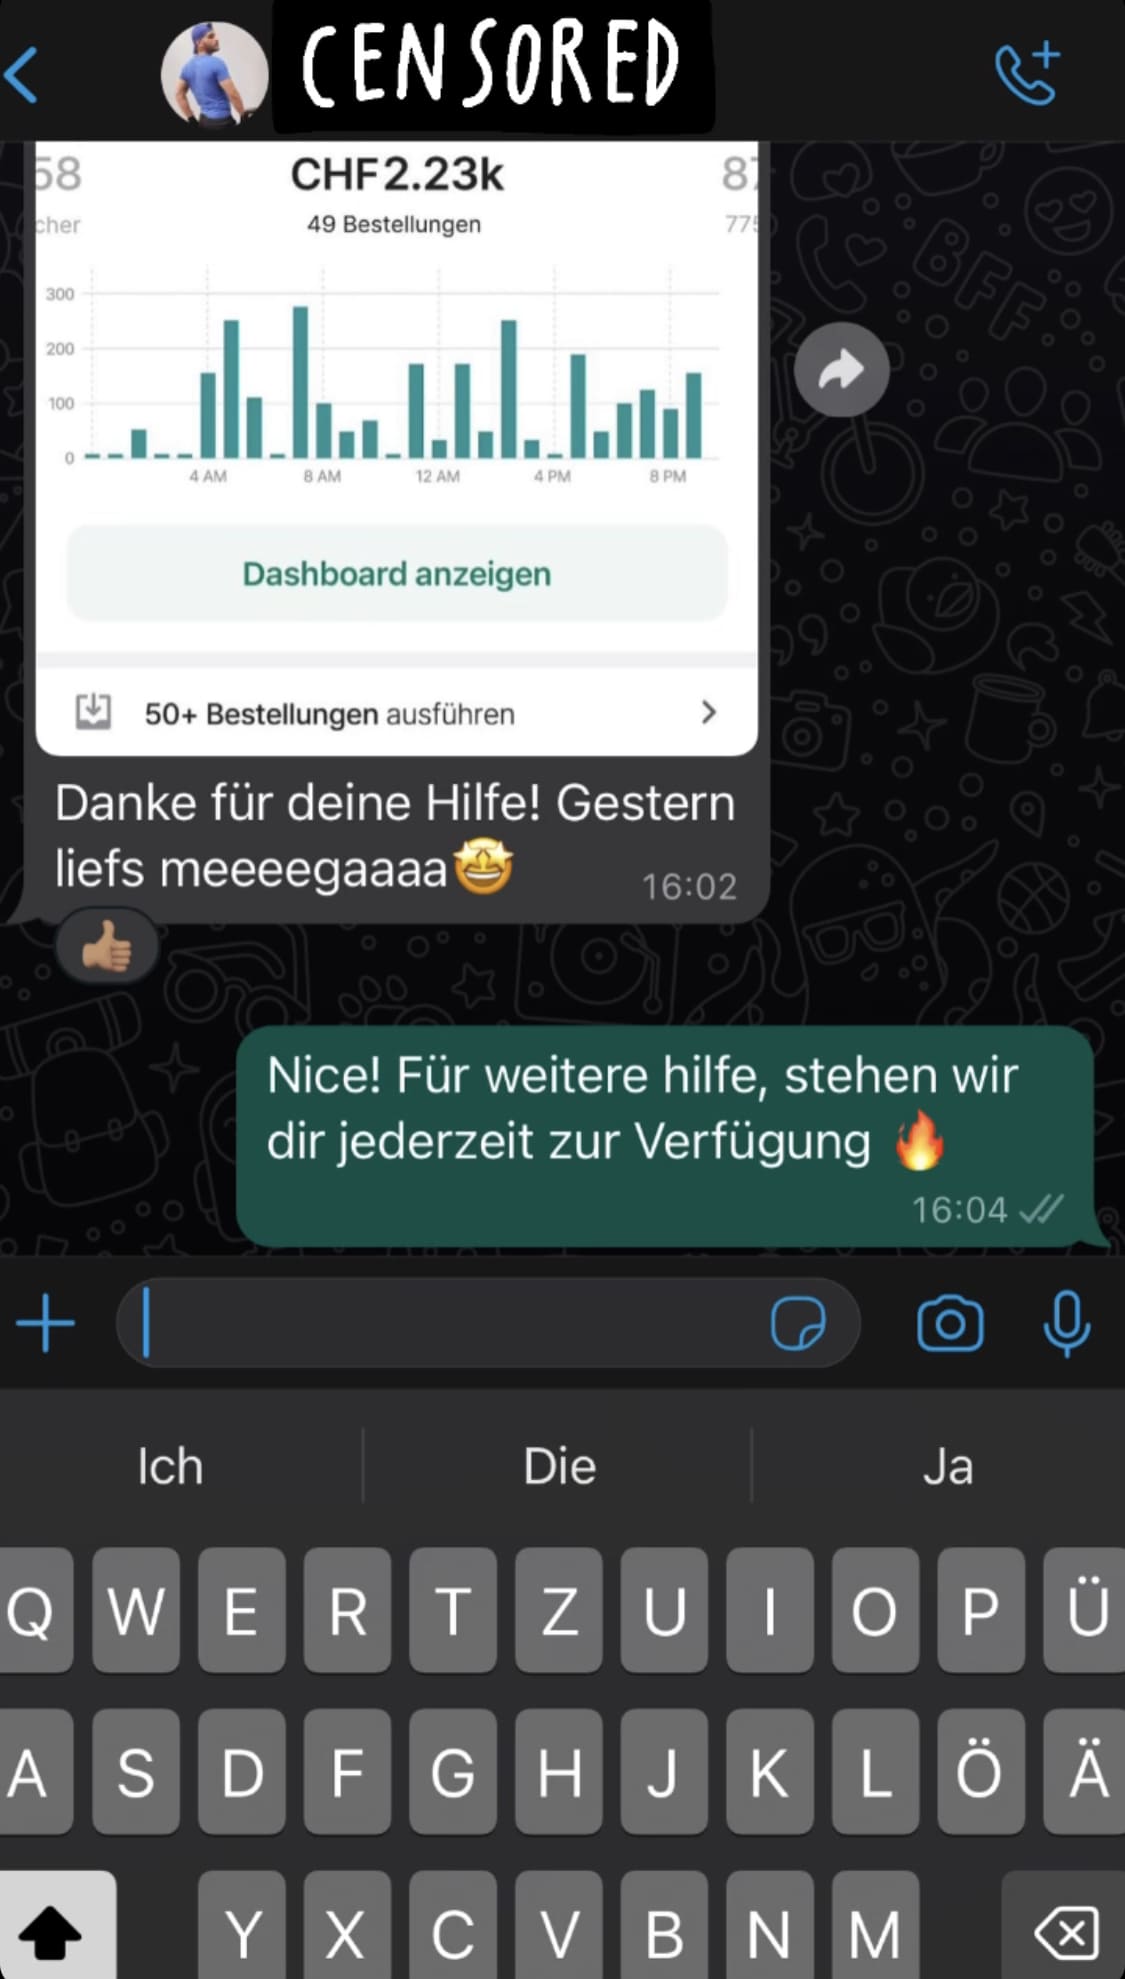 CENSORED
58
CHF2.23k
87
cher
49 Bestellungen
775
300
200
100
0
4 AM
8 AM
12 AM
4 PM
8 PM
Dashboard anzeigen
50+ Bestellungen ausführen
Danke für deine Hilfe! Gestern
liefs meeeegaaaa🤩
16:02
👍🏽
Nice! Für weitere hilfe, stehen wir
dir jederzeit zur Verfügung 🔥
16:04
BFF
Ich
Die
Ja
Q W E R T Z U I O P Ü
A S D F G H J K L Ö Ä
Y X C V B N M